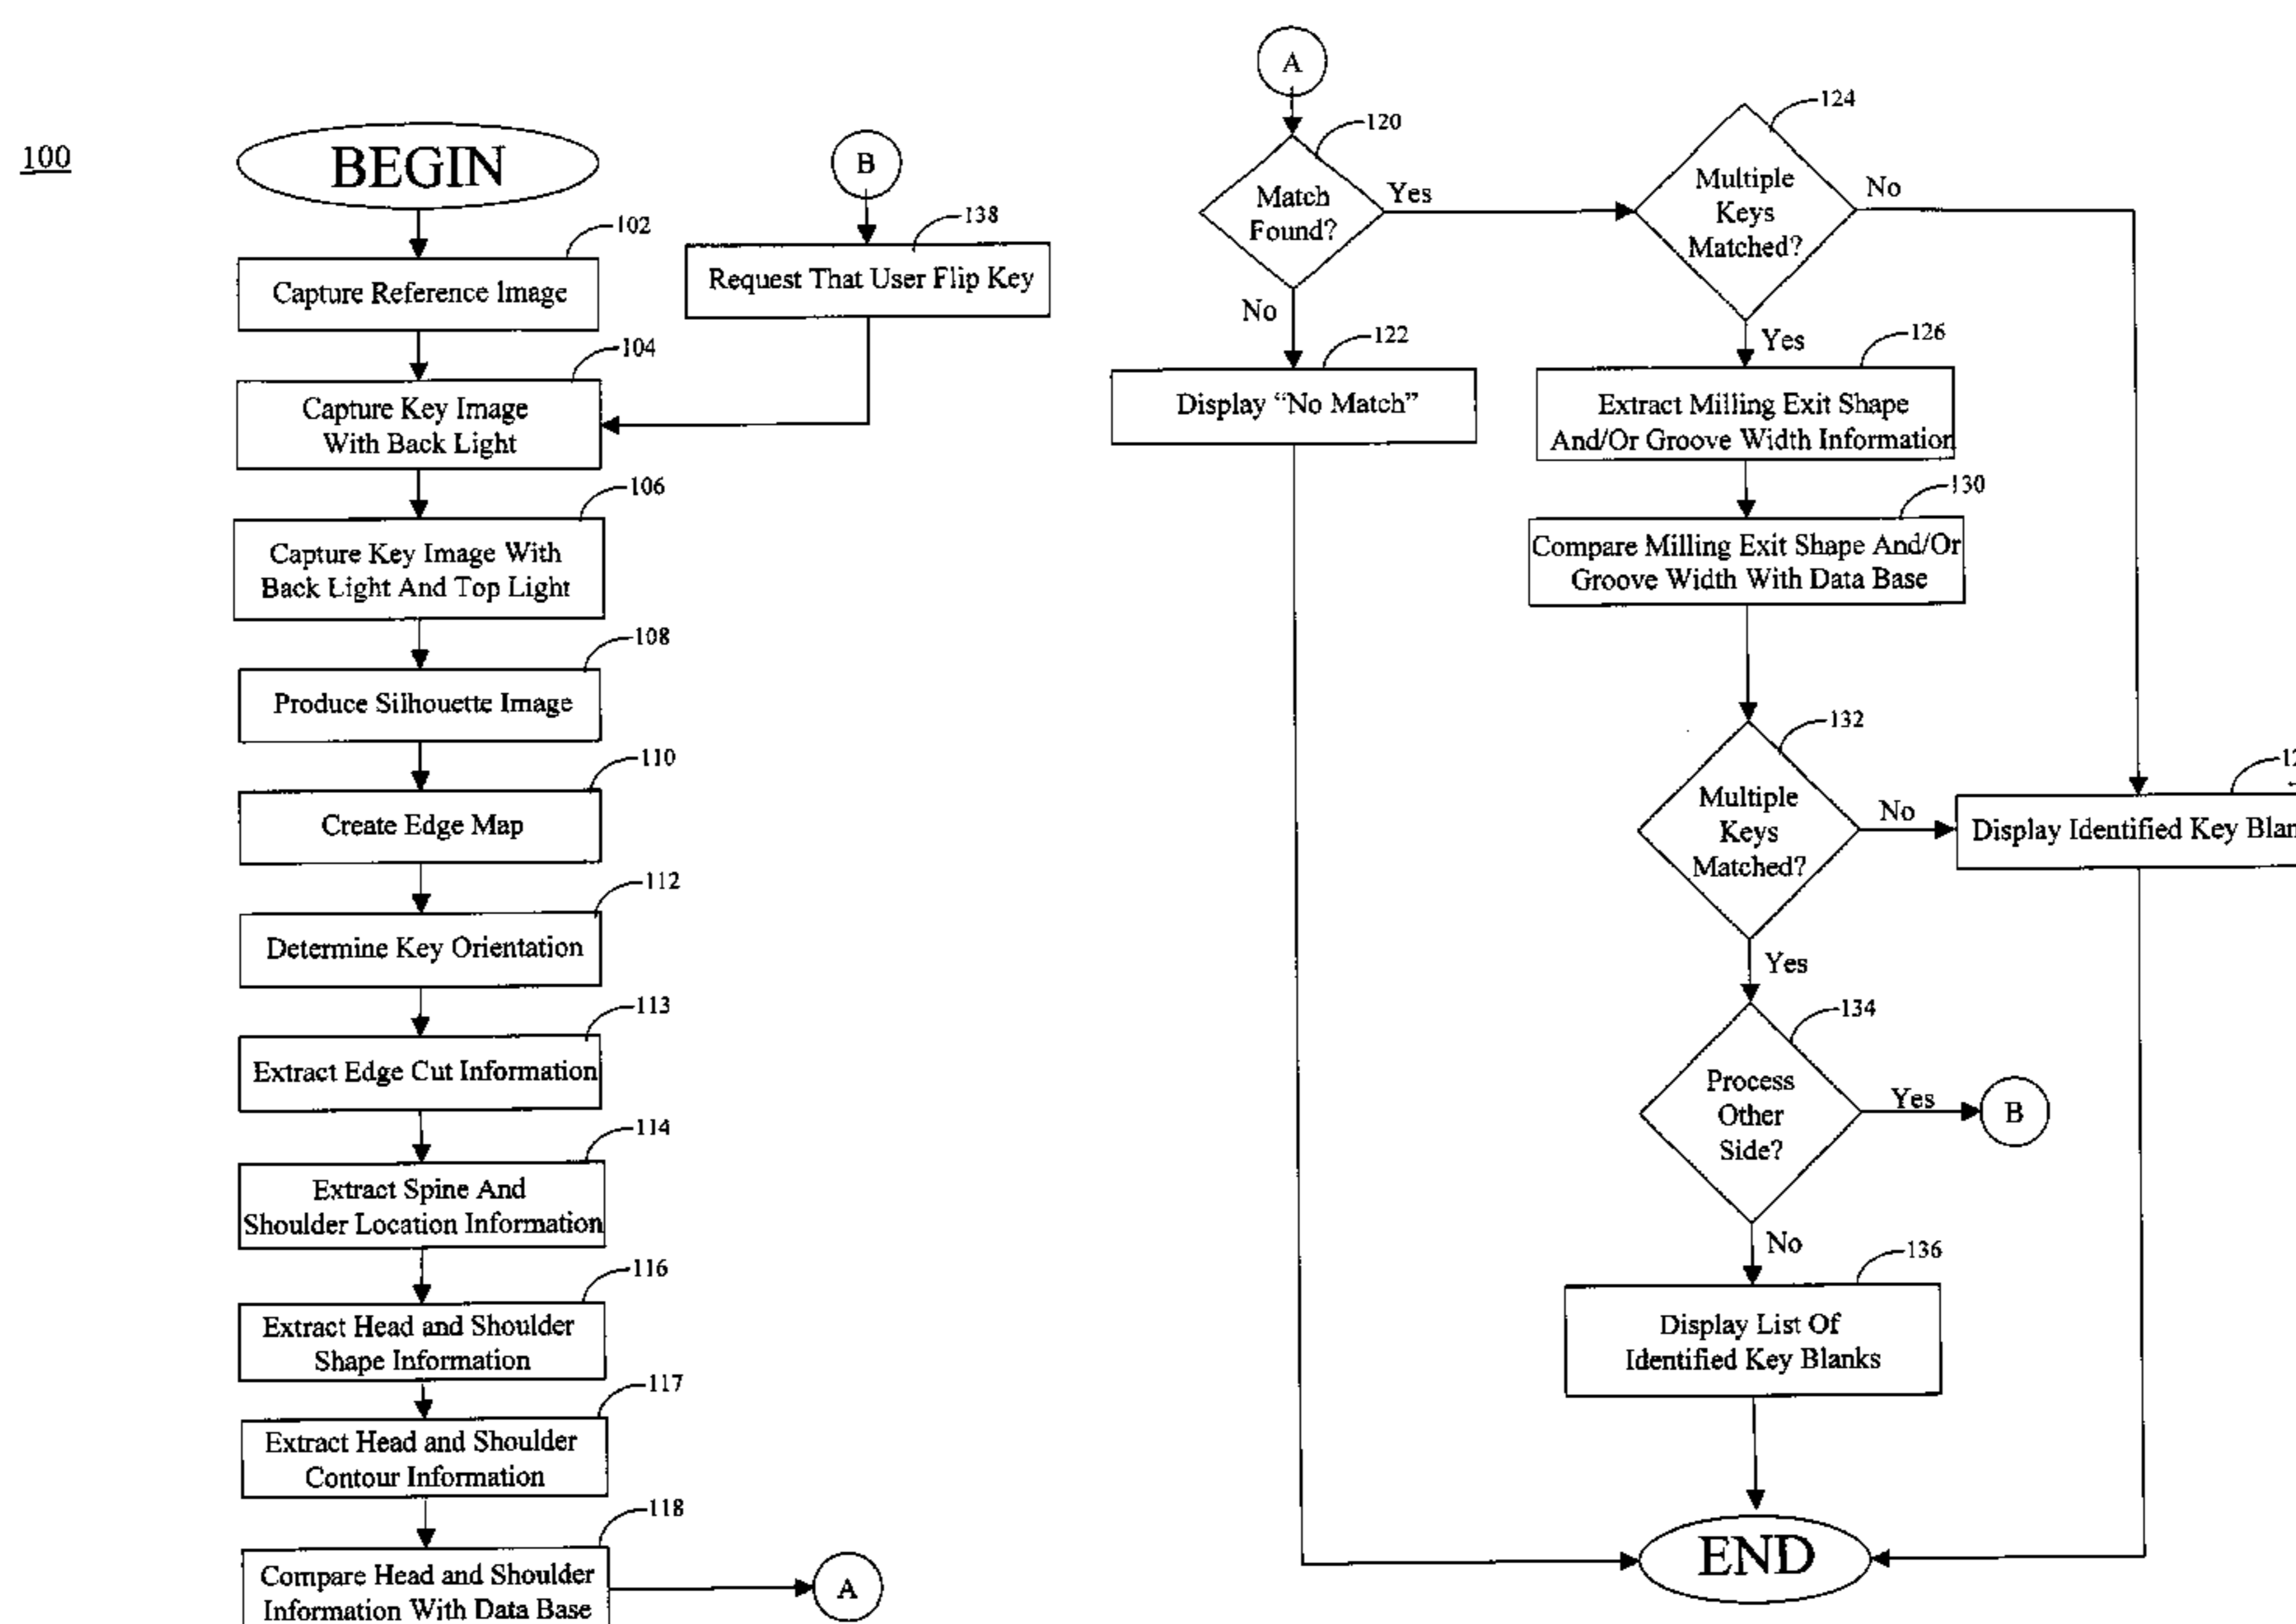 100
BEGIN
102
Capture Reference Image
104
Capture Key Image
With Back Light
106
Capture Key Image With
Back Light And Top Light
108
Produce Silhouette Image
110
Create Edge Map
112
Determine Key Orientation
113
Extract Edge Cut Information
114
Extract Spine And
Shoulder Location Information
116
Extract Head and Shoulder
Shape Information
117
Extract Head and Shoulder
Contour Information
118
Compare Head and Shoulder
Information With Data Base
A
B
138
Request That User Flip Key
A
120
Match
Found?
Yes
No
122
Display “No Match”
124
Multiple
Keys
Matched?
No
Yes
126
Extract Milling Exit Shape
And/Or Groove Width Information
130
Compare Milling Exit Shape And/Or
Groove Width With Data Base
132
Multiple
Keys
Matched?
No
Display Identified Key
Yes
134
Process
Other
Side?
Yes
B
No
136
Display List Of
Identified Key Blanks
END